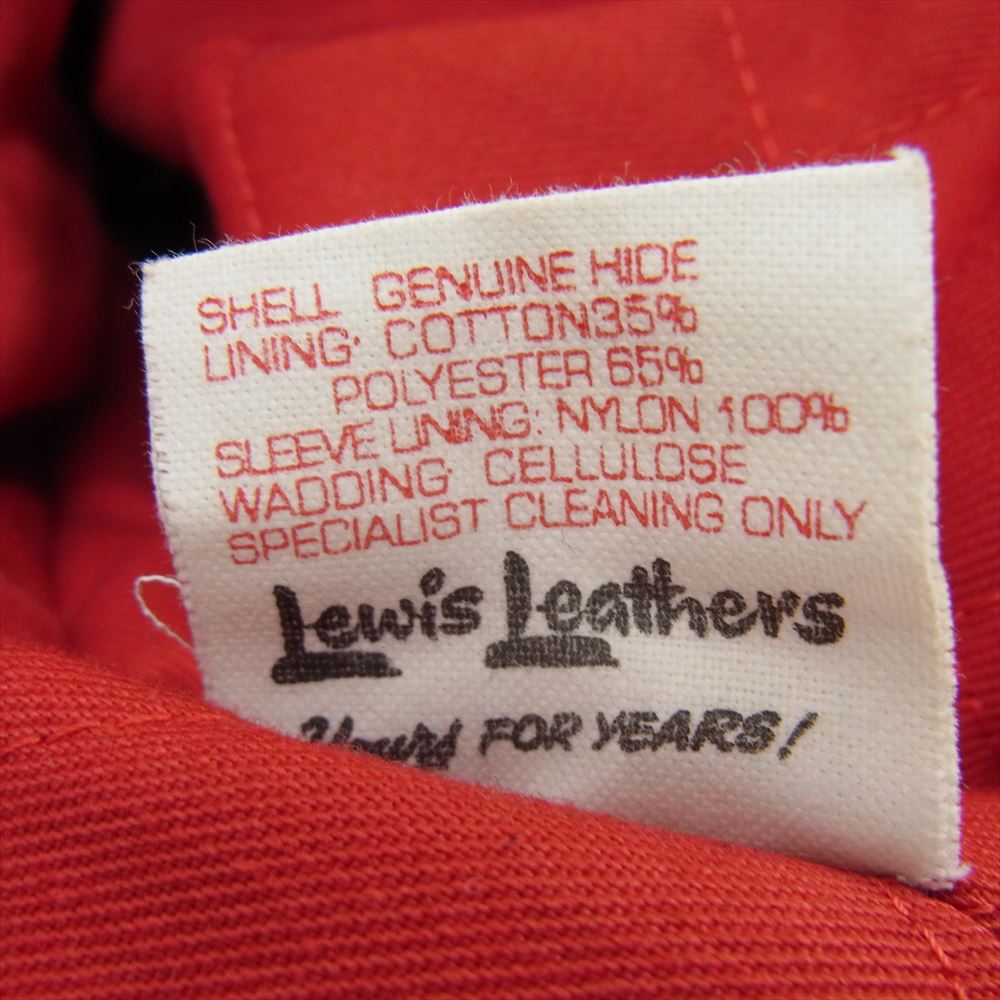 SHELL GENUINE HIDE
LINING: COTTON35%
POLYESTER 65%
SLEEVE LINING: NYLON 100%
WADDING: CELLULOSE
SPECIALIST CLEANING ONLY
Lewis Leathers
Yours FOR YEARS!